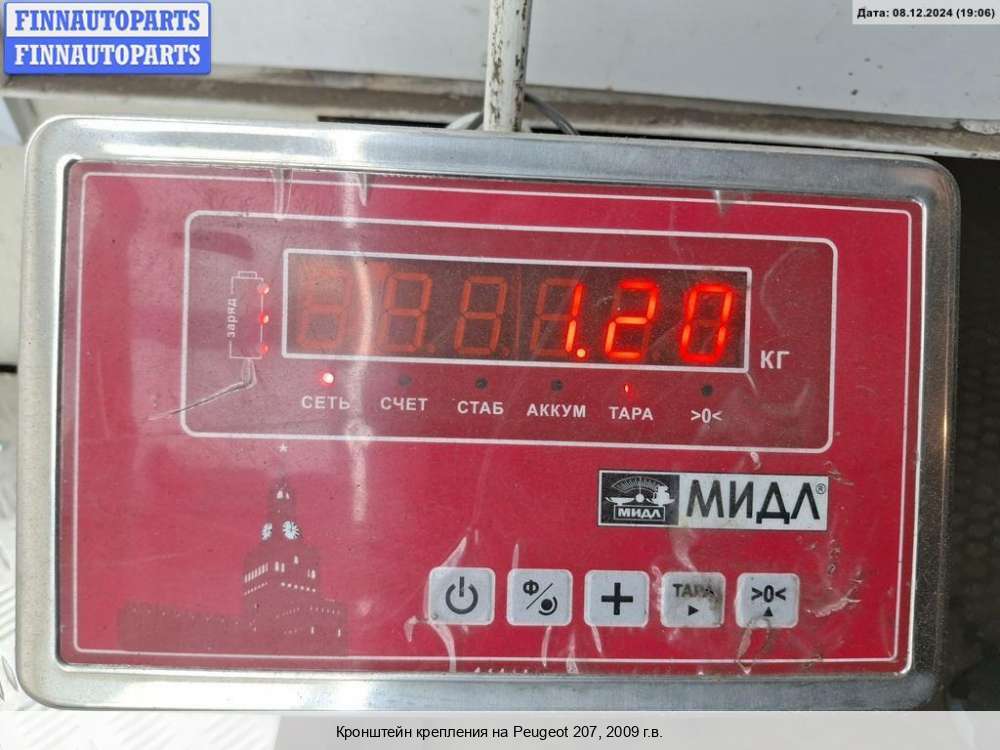 FINNAUTOPARTS
FINNAUTOPARTS
Дата: 08.12.2024 (19:06)
заряд
1.20
КГ
СЕТЬ СЧЕТ СТАБ АККУМ ТАРА >0<
МИДЛ МИДЛ®
Ф/ + ТАРА >0<
Кронштейн крепления на Peugeot 207, 2009 г.в.